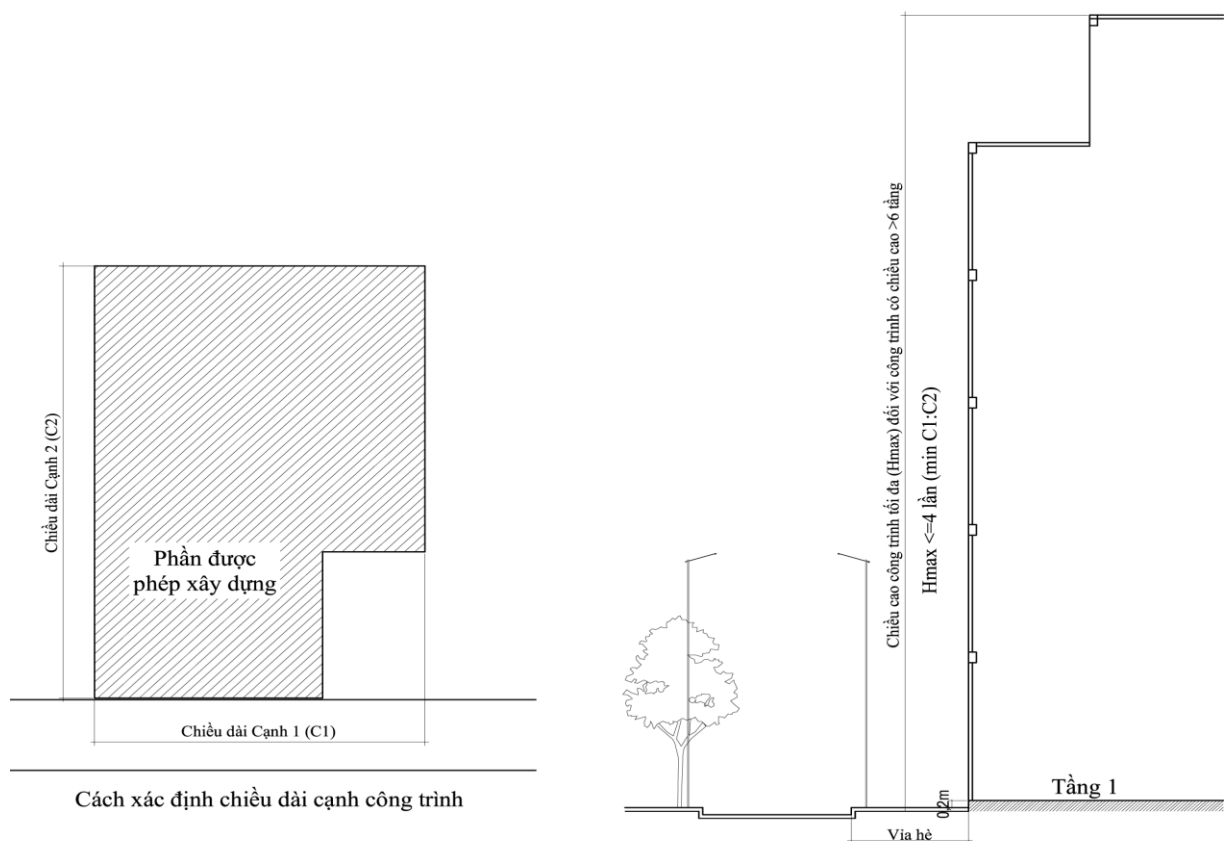 Chiều dài Cạnh 2 (C2)
Phần được
phép xây dựng
Chiều dài Cạnh 1 (C1)
Cách xác định chiều dài cạnh công trình
Chiều cao công trình tối đa (Hmax) đối với công trình có chiều cao >6 tầng
Hmax <=4 lần (min C1:C2)
0,2m
Tầng 1
Vỉa hè